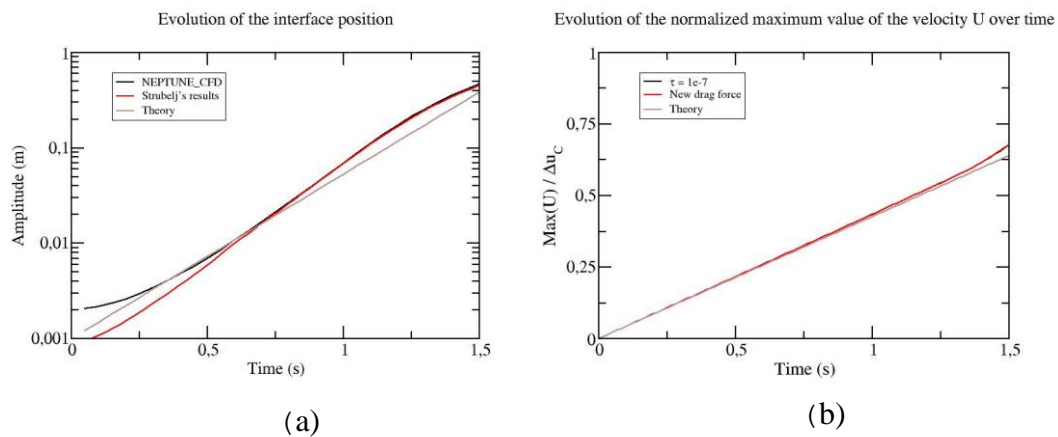 Evolution of the interface position
1
0,1
0,01
0,001
Amplitude (m)
NEPTUNE_CFD
Strubelj's results
Theory
0
0,5
1
1,5
Time (s)
(a)
Evolution of the normalized maximum value of the velocity U over time
1
0,75
0,5
0,25
0
Max(U) / Δu_C
τ = 1e-7
New drag force
Theory
0
0,5
1
1,5
Time (s)
(b)